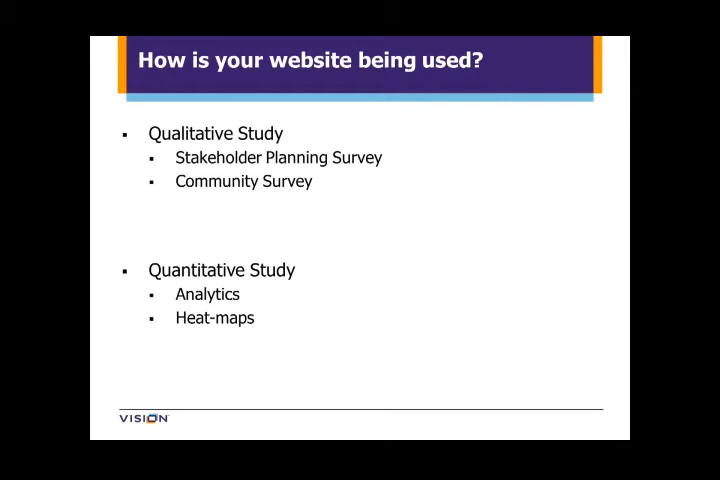 How is your website being used?
Qualitative Study
Stakeholder Planning Survey
Community Survey
Quantitative Study
Analytics
Heat-maps
VISION